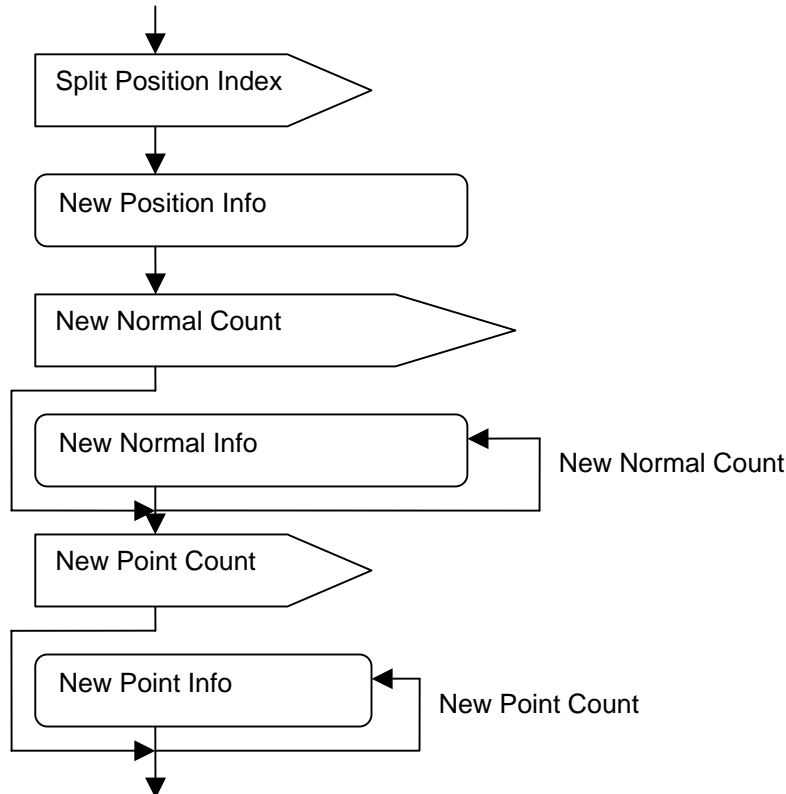 Split Position Index
New Position Info
New Normal Count
New Normal Info
New Normal Count
New Point Count
New Point Info
New Point Count